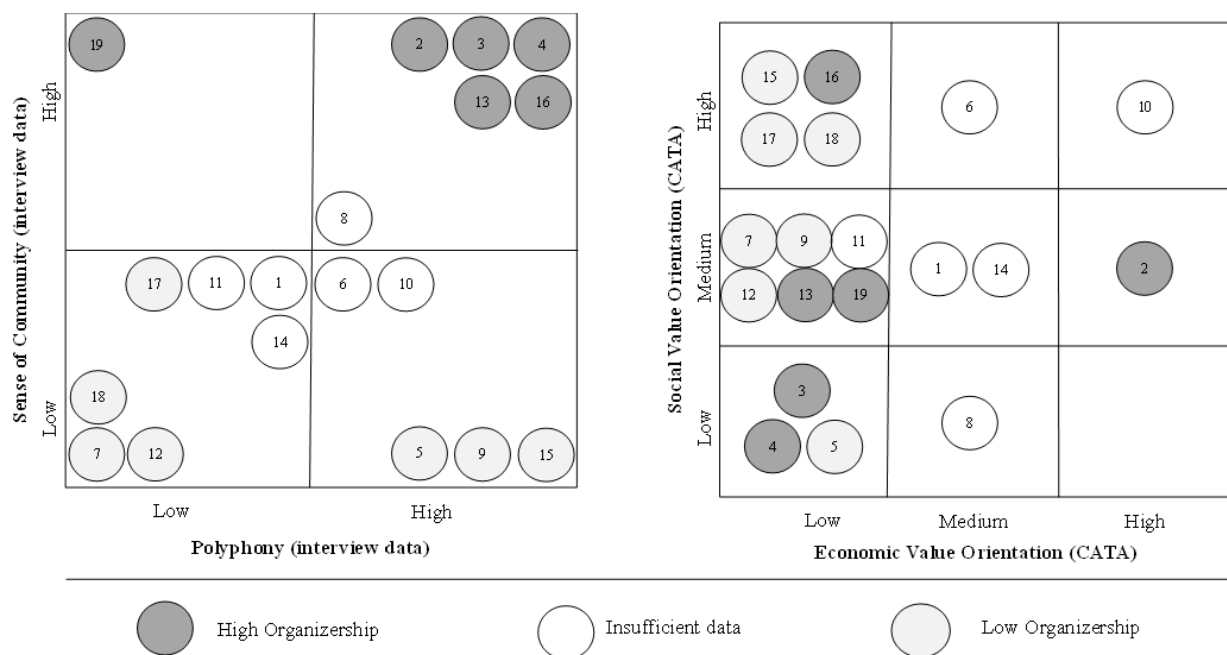 19
2
3
4
13
16
8
17
11
1
6
10
14
18
7
12
5
9
15
High
Low
Sense of Community (interview data)
Low
High
Polyphony (interview data)
15
16
6
10
17
18
7
9
11
1
14
2
12
13
19
3
8
4
5
High
Medium
Low
Social Value Orientation (CATA)
Low
Medium
High
Economic Value Orientation (CATA)
High Organizership
Insufficient data
Low Organizership